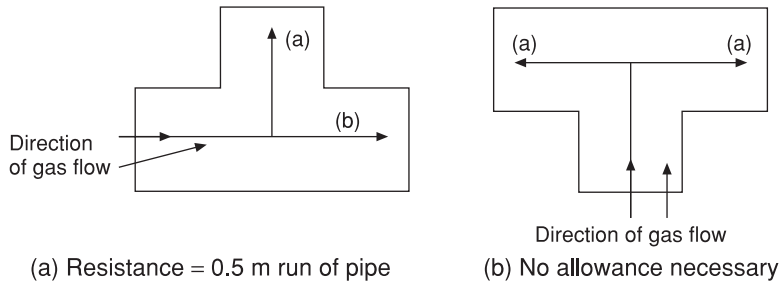 (a)
(b)
Direction
of gas flow
(a) Resistance = 0.5 m run of pipe
(a) (a)
Direction of gas flow
(b) No allowance necessary